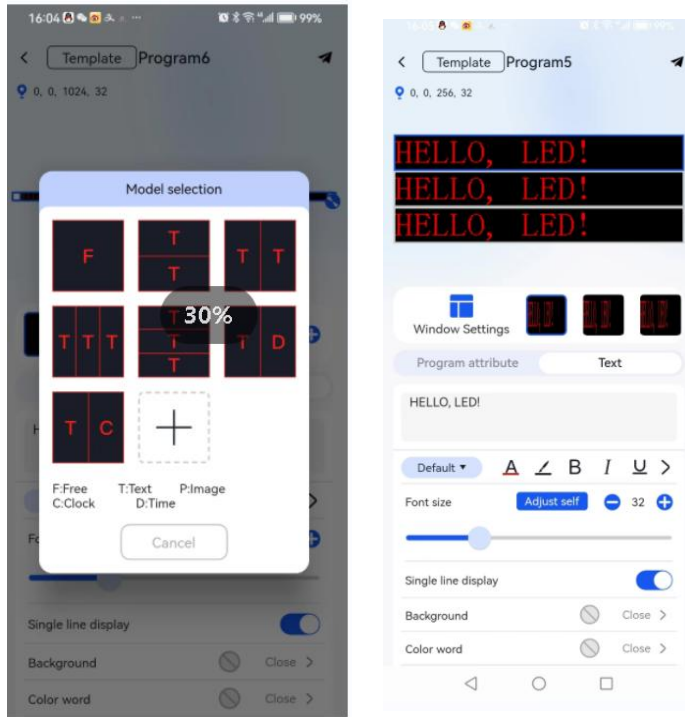 16:04 99%
Template Program6
0, 0, 1024, 32
Model selection
F
T
T
T T
T T T
T
T
T
T D
30%
T C
F:Free T:Text P:Image
C:Clock D:Time
Cancel
Single line display
Background Close
Color word Close
99%
Template Program5
0, 0, 256, 32
HELLO, LED!
HELLO, LED!
HELLO, LED!
Window Settings
Program attribute Text
HELLO, LED!
Default A B I U
Font size Adjust self 32
Single line display
Background Close
Color word Close